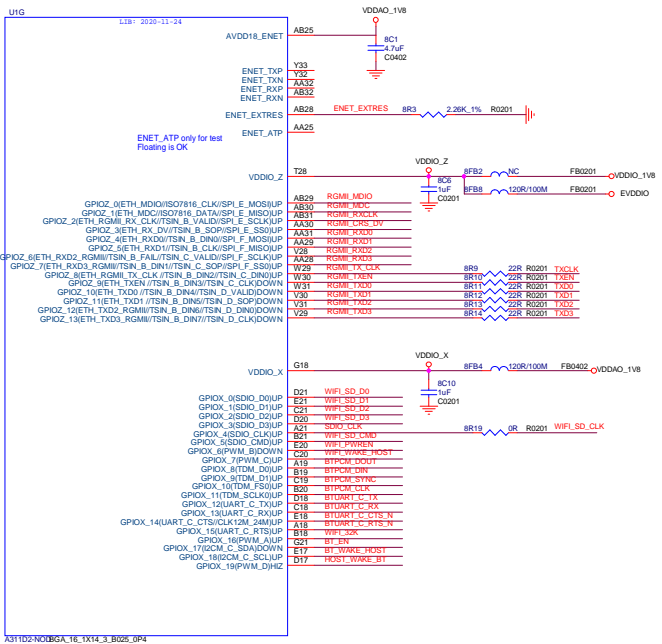 U1G
LIB: 2020-11-24
VDDAO_1V8
AVDD18_ENET AB25
8C1
4.7uF
C0402
ENET_TXP Y33
ENET_TXN Y32
ENET_RXP AA32
ENET_RXN AB32
ENET_EXTRES AB28 ENET_EXTRES 8R3 2.26K_1% R0201
ENET_ATP AA25
ENET_ATP only for test
Floating is OK
VDDIO_Z
VDDIO_Z T28 8FB2 NC FB0201 VDDIO_1V8
8C6
1uF
C0201
8FB8 120R/100M FB0201 EVDDIO
GPIOZ_0(ETH_MDIO//ISO7816_CLK//SPI_E_MOSI)UP AB29 RGMII_MDIO
GPIOZ_1(ETH_MDC//ISO7816_DATA//SPI_E_MISO)UP AB30 RGMII_MDC
GPIOZ_2(ETH_RGMII_RX_CLK//TSIN_B_VALID//SPI_E_SCLK)UP AB31 RGMII_RXCLK
GPIOZ_3(ETH_RX_DV//TSIN_B_SOP//SPI_E_SS0)UP AA30 RGMII_CRS_DV
GPIOZ_4(ETH_RXD0//TSIN_B_DIN0//SPI_F_MOSI)UP AA31 RGMII_RXD0
GPIOZ_5(ETH_RXD1//TSIN_B_CLK//SPI_F_MISO)UP AA29 RGMII_RXD1
GPIOZ_6(ETH_RXD2_RGMII//TSIN_B_FAIL//TSIN_C_VALID//SPI_F_SCLK)UP V28 RGMII_RXD2
GPIOZ_7(ETH_RXD3_RGMII//TSIN_B_DIN1//TSIN_C_SOP//SPI_F_SS0)UP AA28 RGMII_RXD3
GPIOZ_8(ETH_RGMII_TX_CLK //TSIN_B_DIN2//TSIN_C_DIN0)UP W29 RGMII_TX_CLK 8R9 22R R0201 TXCLK
GPIOZ_9(ETH_TXEN //TSIN_B_DIN3//TSIN_C_CLK)DOWN W30 RGMII_TXEN 8R10 22R R0201 TXEN
GPIOZ_10(ETH_TXD0 //TSIN_B_DIN4//TSIN_D_VALID)DOWN W31 RGMII_TXD0 8R11 22R R0201 TXD0
GPIOZ_11(ETH_TXD1 //TSIN_B_DIN5//TSIN_D_SOP)DOWN V30 RGMII_TXD1 8R12 22R R0201 TXD1
GPIOZ_12(ETH_TXD2_RGMII//TSIN_B_DIN6//TSIN_D_DIN0)DOWN V31 RGMII_TXD2 8R13 22R R0201 TXD2
GPIOZ_13(ETH_TXD3_RGMII//TSIN_B_DIN7//TSIN_D_CLK)DOWN V29 RGMII_TXD3 8R14 22R R0201 TXD3
VDDIO_X
VDDIO_X G18 8FB4 120R/100M FB0402 VDDAO_1V8
8C10
1uF
C0201
GPIOX_0(SDIO_D0)UP D21 WIFI_SD_D0
GPIOX_1(SDIO_D1)UP E21 WIFI_SD_D1
GPIOX_2(SDIO_D2)UP C21 WIFI_SD_D2
GPIOX_3(SDIO_D3)UP D20 WIFI_SD_D3
GPIOX_4(SDIO_CLK)UP A21 SDIO_CLK 8R19 0R R0201 WIFI_SD_CLK
GPIOX_5(SDIO_CMD)UP B21 WIFI_SD_CMD
GPIOX_6(PWM_B)DOWN E20 WIFI_PWREN
GPIOX_7(PWM_C)UP C20 WIFI_WAKE_HOST
GPIOX_8(TDM_D0)UP A19 BTPCM_DOUT
GPIOX_9(TDM_D1)UP B19 BTPCM_DIN
GPIOX_10(TDM_FS0)UP C19 BTPCM_SYNC
GPIOX_11(TDM_SCLK0)UP B20 BTPCM_CLK
GPIOX_12(UART_C_TX)UP D18 BTUART_C_TX
GPIOX_13(UART_C_RX)UP C18 BTUART_C_RX
GPIOX_14(UART_C_CTS//CLK12M_24M)UP E18 BTUART_C_CTS_N
GPIOX_15(UART_C_RTS)UP A18 BTUART_C_RTS_N
GPIOX_16(PWM_A)UP B18 WIFI_32K
GPIOX_17(I2CM_C_SDA)DOWN G21 BT_EN
GPIOX_18(I2CM_C_SCL)UP E17 BT_WAKE_HOST
GPIOX_19(PWM_D)HIZ D17 HOST_WAKE_BT